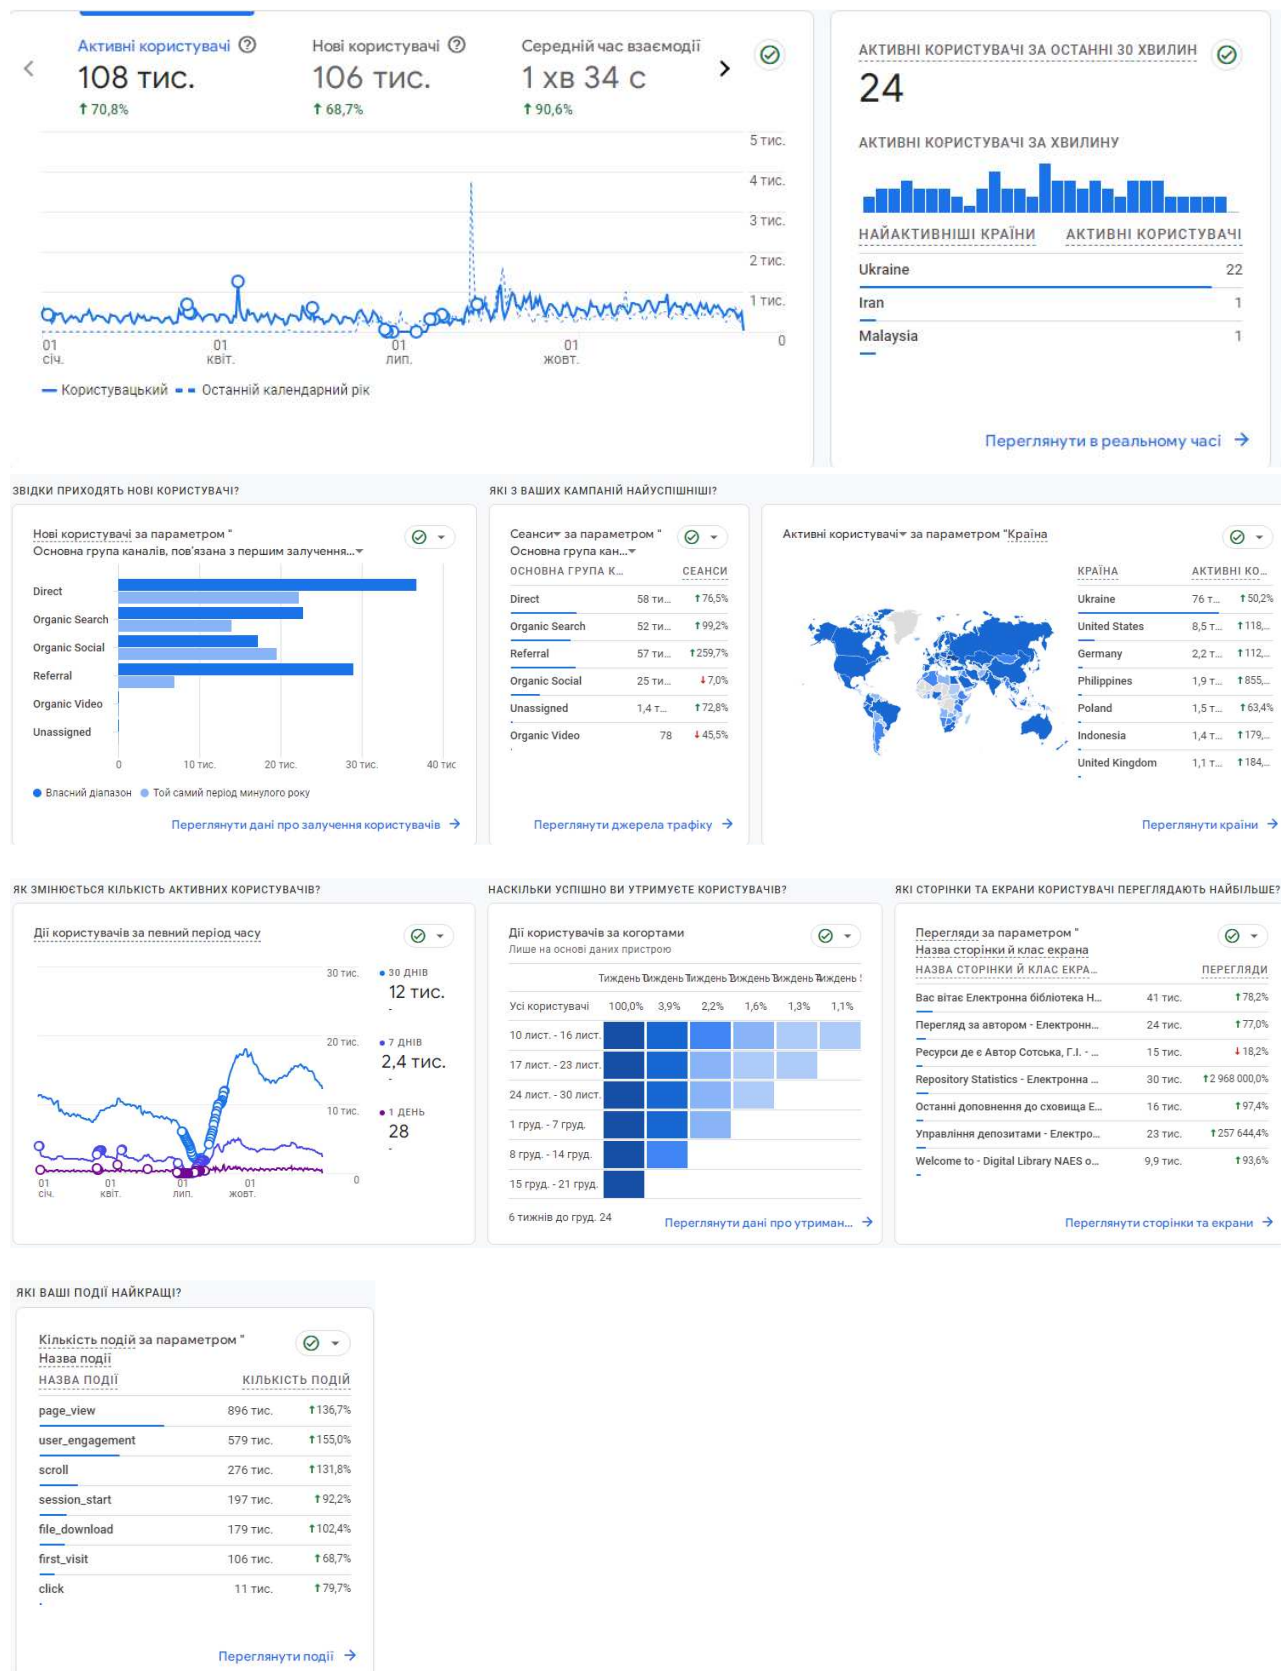 Активні користувачі
108 тис.
↑ 70,8%
Нові користувачі
106 тис.
↑ 68,7%
Середній час взаємодії
1 хв 34 с
↑ 90,6%
5 тис.
4 тис.
3 тис.
2 тис.
1 тис.
0
01 січ.
01 квіт.
01 лип.
01 жовт.
Користувацький
Останній календарний рік
АКТИВНІ КОРИСТУВАЧІ ЗА ОСТАННІ 30 ХВИЛИН
24
АКТИВНІ КОРИСТУВАЧІ ЗА ХВИЛИНУ
НАЙАКТИВНІШІ КРАЇНИ АКТИВНІ КОРИСТУВАЧІ
Ukraine 22
Iran 1
Malaysia 1
Переглянути в реальному часі →
ЗВІДКИ ПРИХОДЯТЬ НОВІ КОРИСТУВАЧІ?
Нові користувачі за параметром "
Основна група каналів, пов'язана з першим залучення...
Direct
Organic Search
Organic Social
Referral
Organic Video
Unassigned
0 10 тис. 20 тис. 30 тис. 40 тис
Власний діапазон Той самий період минулого року
Переглянути дані про залучення користувачів →
ЯКІ З ВАШИХ КАМПАНІЙ НАЙУСПІШНІШІ?
Сеанси за параметром "
Основна група кан...
ОСНОВНА ГРУПА К... СЕАНСИ
Direct 58 ти... ↑ 76,5%
Organic Search 52 ти... ↑ 99,2%
Referral 57 ти... ↑ 259,7%
Organic Social 25 ти... ↓ 7,0%
Unassigned 1,4 т... ↑ 72,8%
Organic Video 78 ↓ 45,5%
Переглянути джерела трафіку →
Активні користувачі за параметром "Країна
КРАЇНА АКТИВНІ КО...
Ukraine 76 т... ↑ 50,2%
United States 8,5 т... ↑ 118,...
Germany 2,2 т... ↑ 112,...
Philippines 1,9 т... ↑ 855,...
Poland 1,5 т... ↑ 63,4%
Indonesia 1,4 т... ↑ 179,...
United Kingdom 1,1 т... ↑ 184,...
Переглянути країни →
ЯК ЗМІНЮЄТЬСЯ КІЛЬКІСТЬ АКТИВНИХ КОРИСТУВАЧІВ?
Дії користувачів за певний період часу
30 тис.
20 тис.
10 тис.
0
01 січ.
01 квіт.
01 лип.
01 жовт.
30 ДНІВ
12 тис.
-
7 ДНІВ
2,4 тис.
-
1 ДЕНЬ
28
-
НАСКІЛЬКИ УСПІШНО ВИ УТРИМУЄТЕ КОРИСТУВАЧІВ?
Дії користувачів за когортами
Лише на основі даних пристрою
Тиждень 0 Тиждень 1 Тиждень 2 Тиждень 3 Тиждень 4 Тиждень
Усі користувачі 100,0% 3,9% 2,2% 1,6% 1,3% 1,1%
10 лист. - 16 лист.
17 лист. - 23 лист.
24 лист. - 30 лист.
1 груд. - 7 груд.
8 груд. - 14 груд.
15 груд. - 21 груд.
6 тижнів до груд. 24
Переглянути дані про утриман... →
ЯКІ СТОРІНКИ ТА ЕКРАНИ КОРИСТУВАЧІ ПЕРЕГЛЯДАЮТЬ НАЙБІЛЬШЕ?
Перегляди за параметром "
Назва сторінки й клас екрана
НАЗВА СТОРІНКИ Й КЛАС ЕКРА... ПЕРЕГЛЯДИ
Вас вітає Електронна бібліотека Н... 41 тис. ↑ 78,2%
Перегляд за автором - Електронн... 24 тис. ↑ 77,0%
Ресурси де є Автор Сотська, Г.І. - ... 15 тис. ↓ 18,2%
Repository Statistics - Електронна ... 30 тис. ↑ 2 968 000,0%
Останні доповнення до сховища Е... 16 тис. ↑ 97,4%
Управління депозитами - Електро... 23 тис. ↑ 257 644,4%
Welcome to - Digital Library NAES o... 9,9 тис. ↑ 93,6%
Переглянути сторінки та екрани →
ЯКІ ВАШІ ПОДІЇ НАЙКРАЩІ?
Кількість подій за параметром "
Назва події
НАЗВА ПОДІЇ КІЛЬКІСТЬ ПОДІЙ
page_view 896 тис. ↑ 136,7%
user_engagement 579 тис. ↑ 155,0%
scroll 276 тис. ↑ 131,8%
session_start 197 тис. ↑ 92,2%
file_download 179 тис. ↑ 102,4%
first_visit 106 тис. ↑ 68,7%
click 11 тис. ↑ 79,7%
Переглянути події →